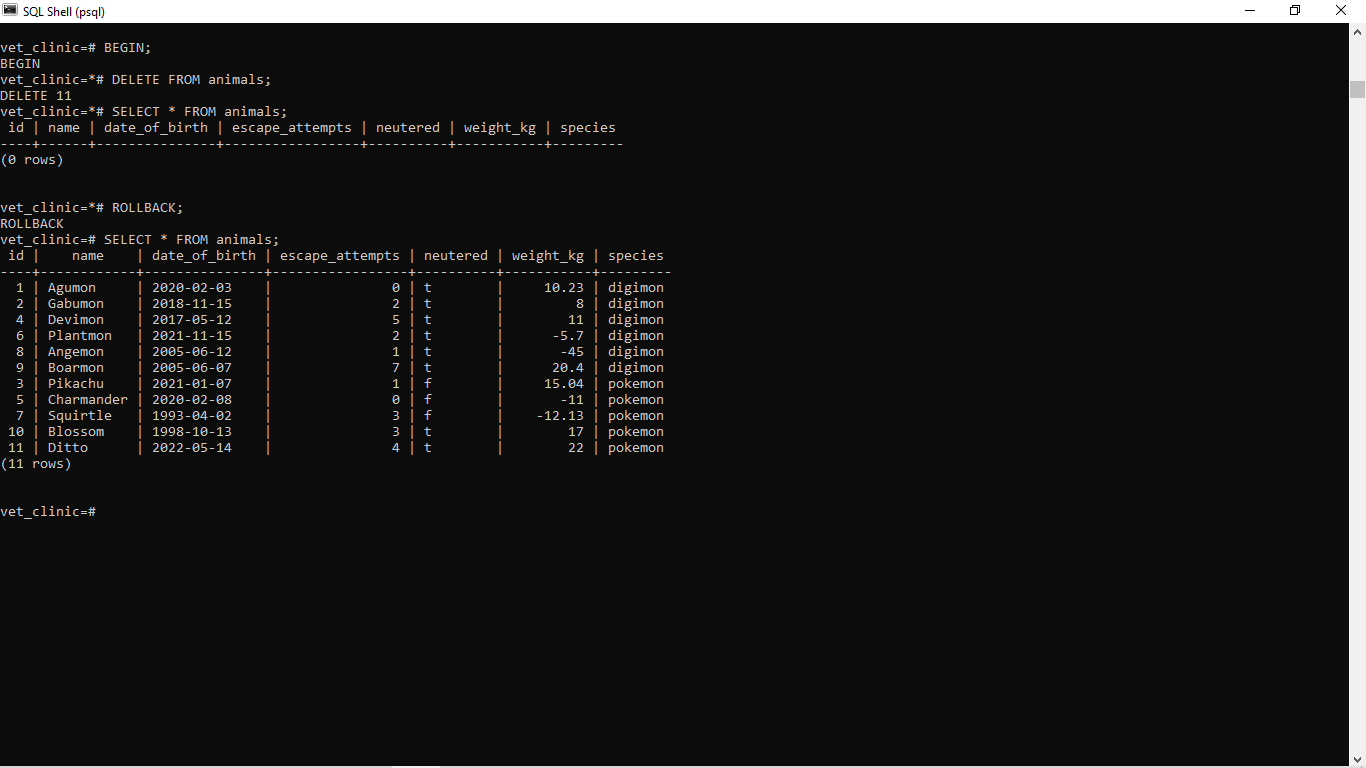 SQL Shell (psql)
vet_clinic=# BEGIN;
BEGIN
vet_clinic=*# DELETE FROM animals;
DELETE 11
vet_clinic=*# SELECT * FROM animals;
 id | name | date_of_birth | escape_attempts | neutered | weight_kg | species
----+------+---------------+-----------------+----------+-----------+---------
(0 rows)
vet_clinic=*# ROLLBACK;
ROLLBACK
vet_clinic=# SELECT * FROM animals;
 id |    name    | date_of_birth | escape_attempts | neutered | weight_kg | species
----+------------+---------------+-----------------+----------+-----------+---------
  1 | Agumon     | 2020-02-03    |               0 | t        |     10.23 | digimon
  2 | Gabumon    | 2018-11-15    |               2 | t        |         8 | digimon
  4 | Devimon    | 2017-05-12    |               5 | t        |        11 | digimon
  6 | Plantmon   | 2021-11-15    |               2 | t        |      -5.7 | digimon
  8 | Angemon    | 2005-06-12    |               1 | t        |       -45 | digimon
  9 | Boarmon    | 2005-06-07    |               7 | t        |      20.4 | digimon
  3 | Pikachu    | 2021-01-07    |               1 | f        |     15.04 | pokemon
  5 | Charmander | 2020-02-08    |               0 | f        |       -11 | pokemon
  7 | Squirtle   | 1993-04-02    |               3 | f        |    -12.13 | pokemon
 10 | Blossom    | 1998-10-13    |               3 | t        |        17 | pokemon
 11 | Ditto      | 2022-05-14    |               4 | t        |        22 | pokemon
(11 rows)
vet_clinic=#